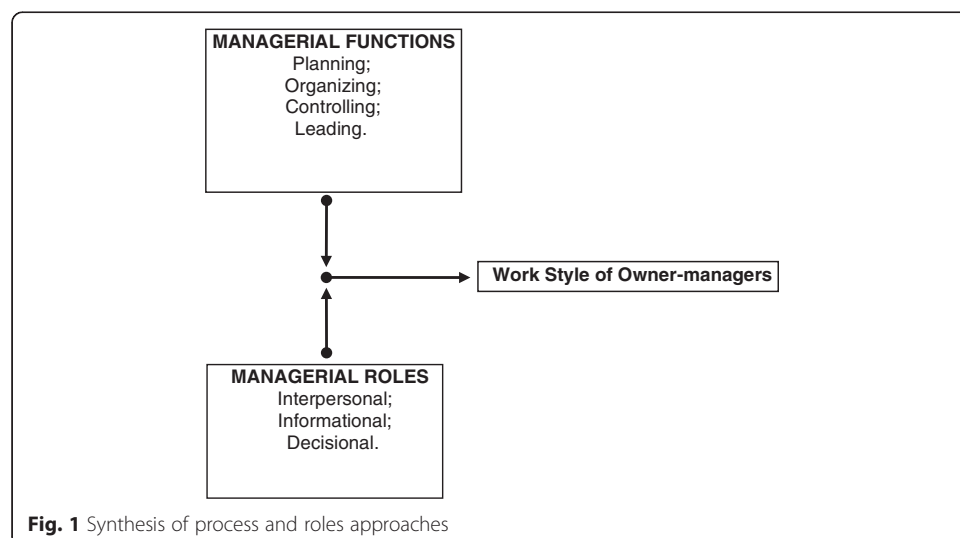 MANAGERIAL FUNCTIONS
Planning;
Organizing;
Controlling;
Leading.
Work Style of Owner-managers
MANAGERIAL ROLES
Interpersonal;
Informational;
Decisional.
Fig. 1 Synthesis of process and roles approaches